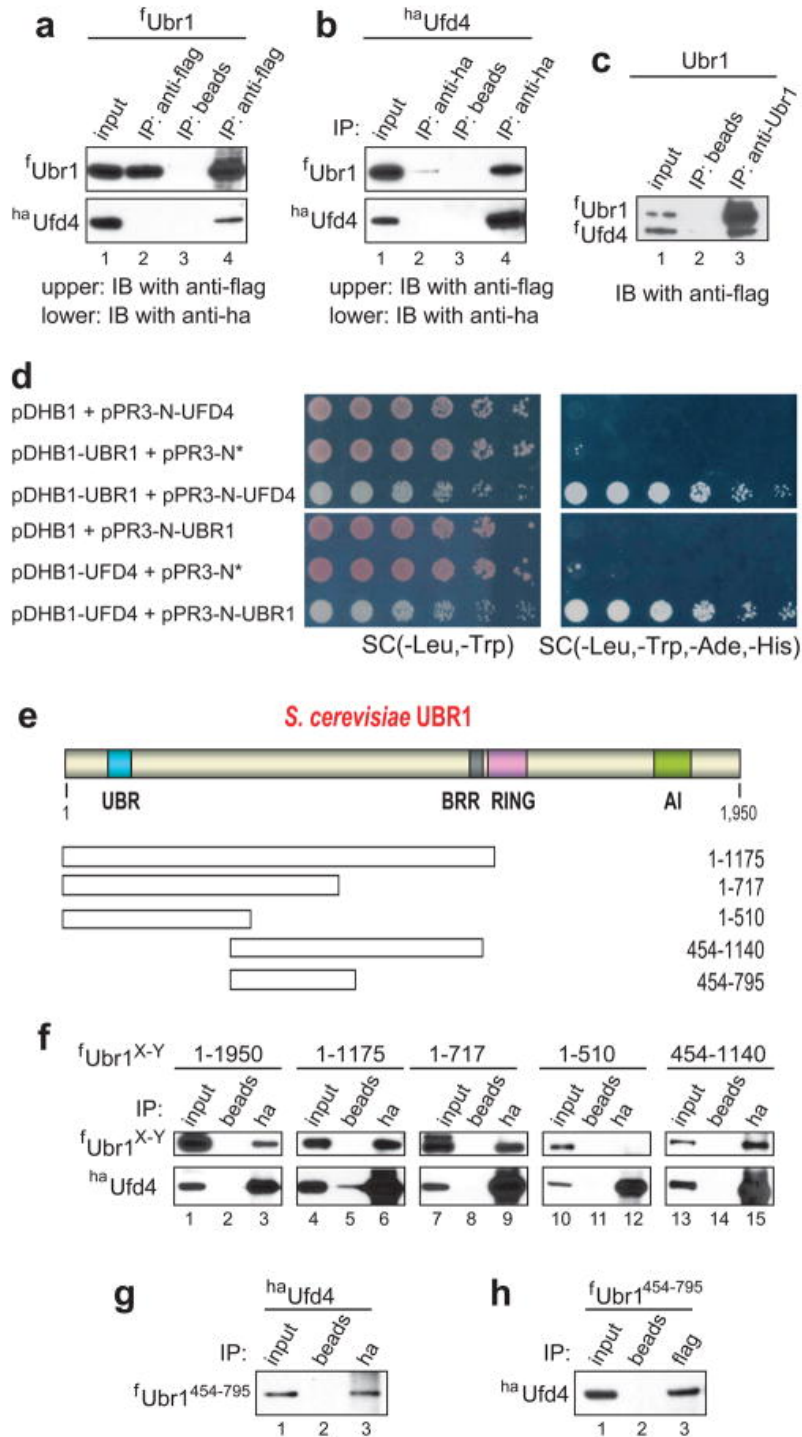 a
fUbr1
input
IP: anti-flag
IP: beads
IP: anti-flag
fUbr1
haUfd4
1 2 3 4
upper: IB with anti-flag
lower: IB with anti-ha
b
haUfd4
IP:
input
IP: anti-ha
IP: beads
IP: anti-ha
fUbr1
haUfd4
1 2 3 4
upper: IB with anti-flag
lower: IB with anti-ha
c
Ubr1
input
IP: beads
IP: anti-Ubr1
fUbr1
fUfd4
1 2 3
IB with anti-flag
d
pDHB1 + pPR3-N-UFD4
pDHB1-UBR1 + pPR3-N*
pDHB1-UBR1 + pPR3-N-UFD4
pDHB1 + pPR3-N-UBR1
pDHB1-UFD4 + pPR3-N*
pDHB1-UFD4 + pPR3-N-UBR1
SC(-Leu,-Trp) SC(-Leu,-Trp,-Ade,-His)
e
S. cerevisiae UBR1
UBR BRR RING AI
1 1,950
1-1175
1-717
1-510
454-1140
454-795
f
fUbr1X-Y 1-1950 1-1175 1-717 1-510 454-1140
IP: input beads ha input beads ha input beads ha input beads ha input beads ha
fUbr1X-Y
haUfd4
1 2 3 4 5 6 7 8 9 10 11 12 13 14 15
g
haUfd4
IP: input beads ha
fUbr1454-795
1 2 3
h
fUbr1454-795
IP: input beads flag
haUfd4
1 2 3